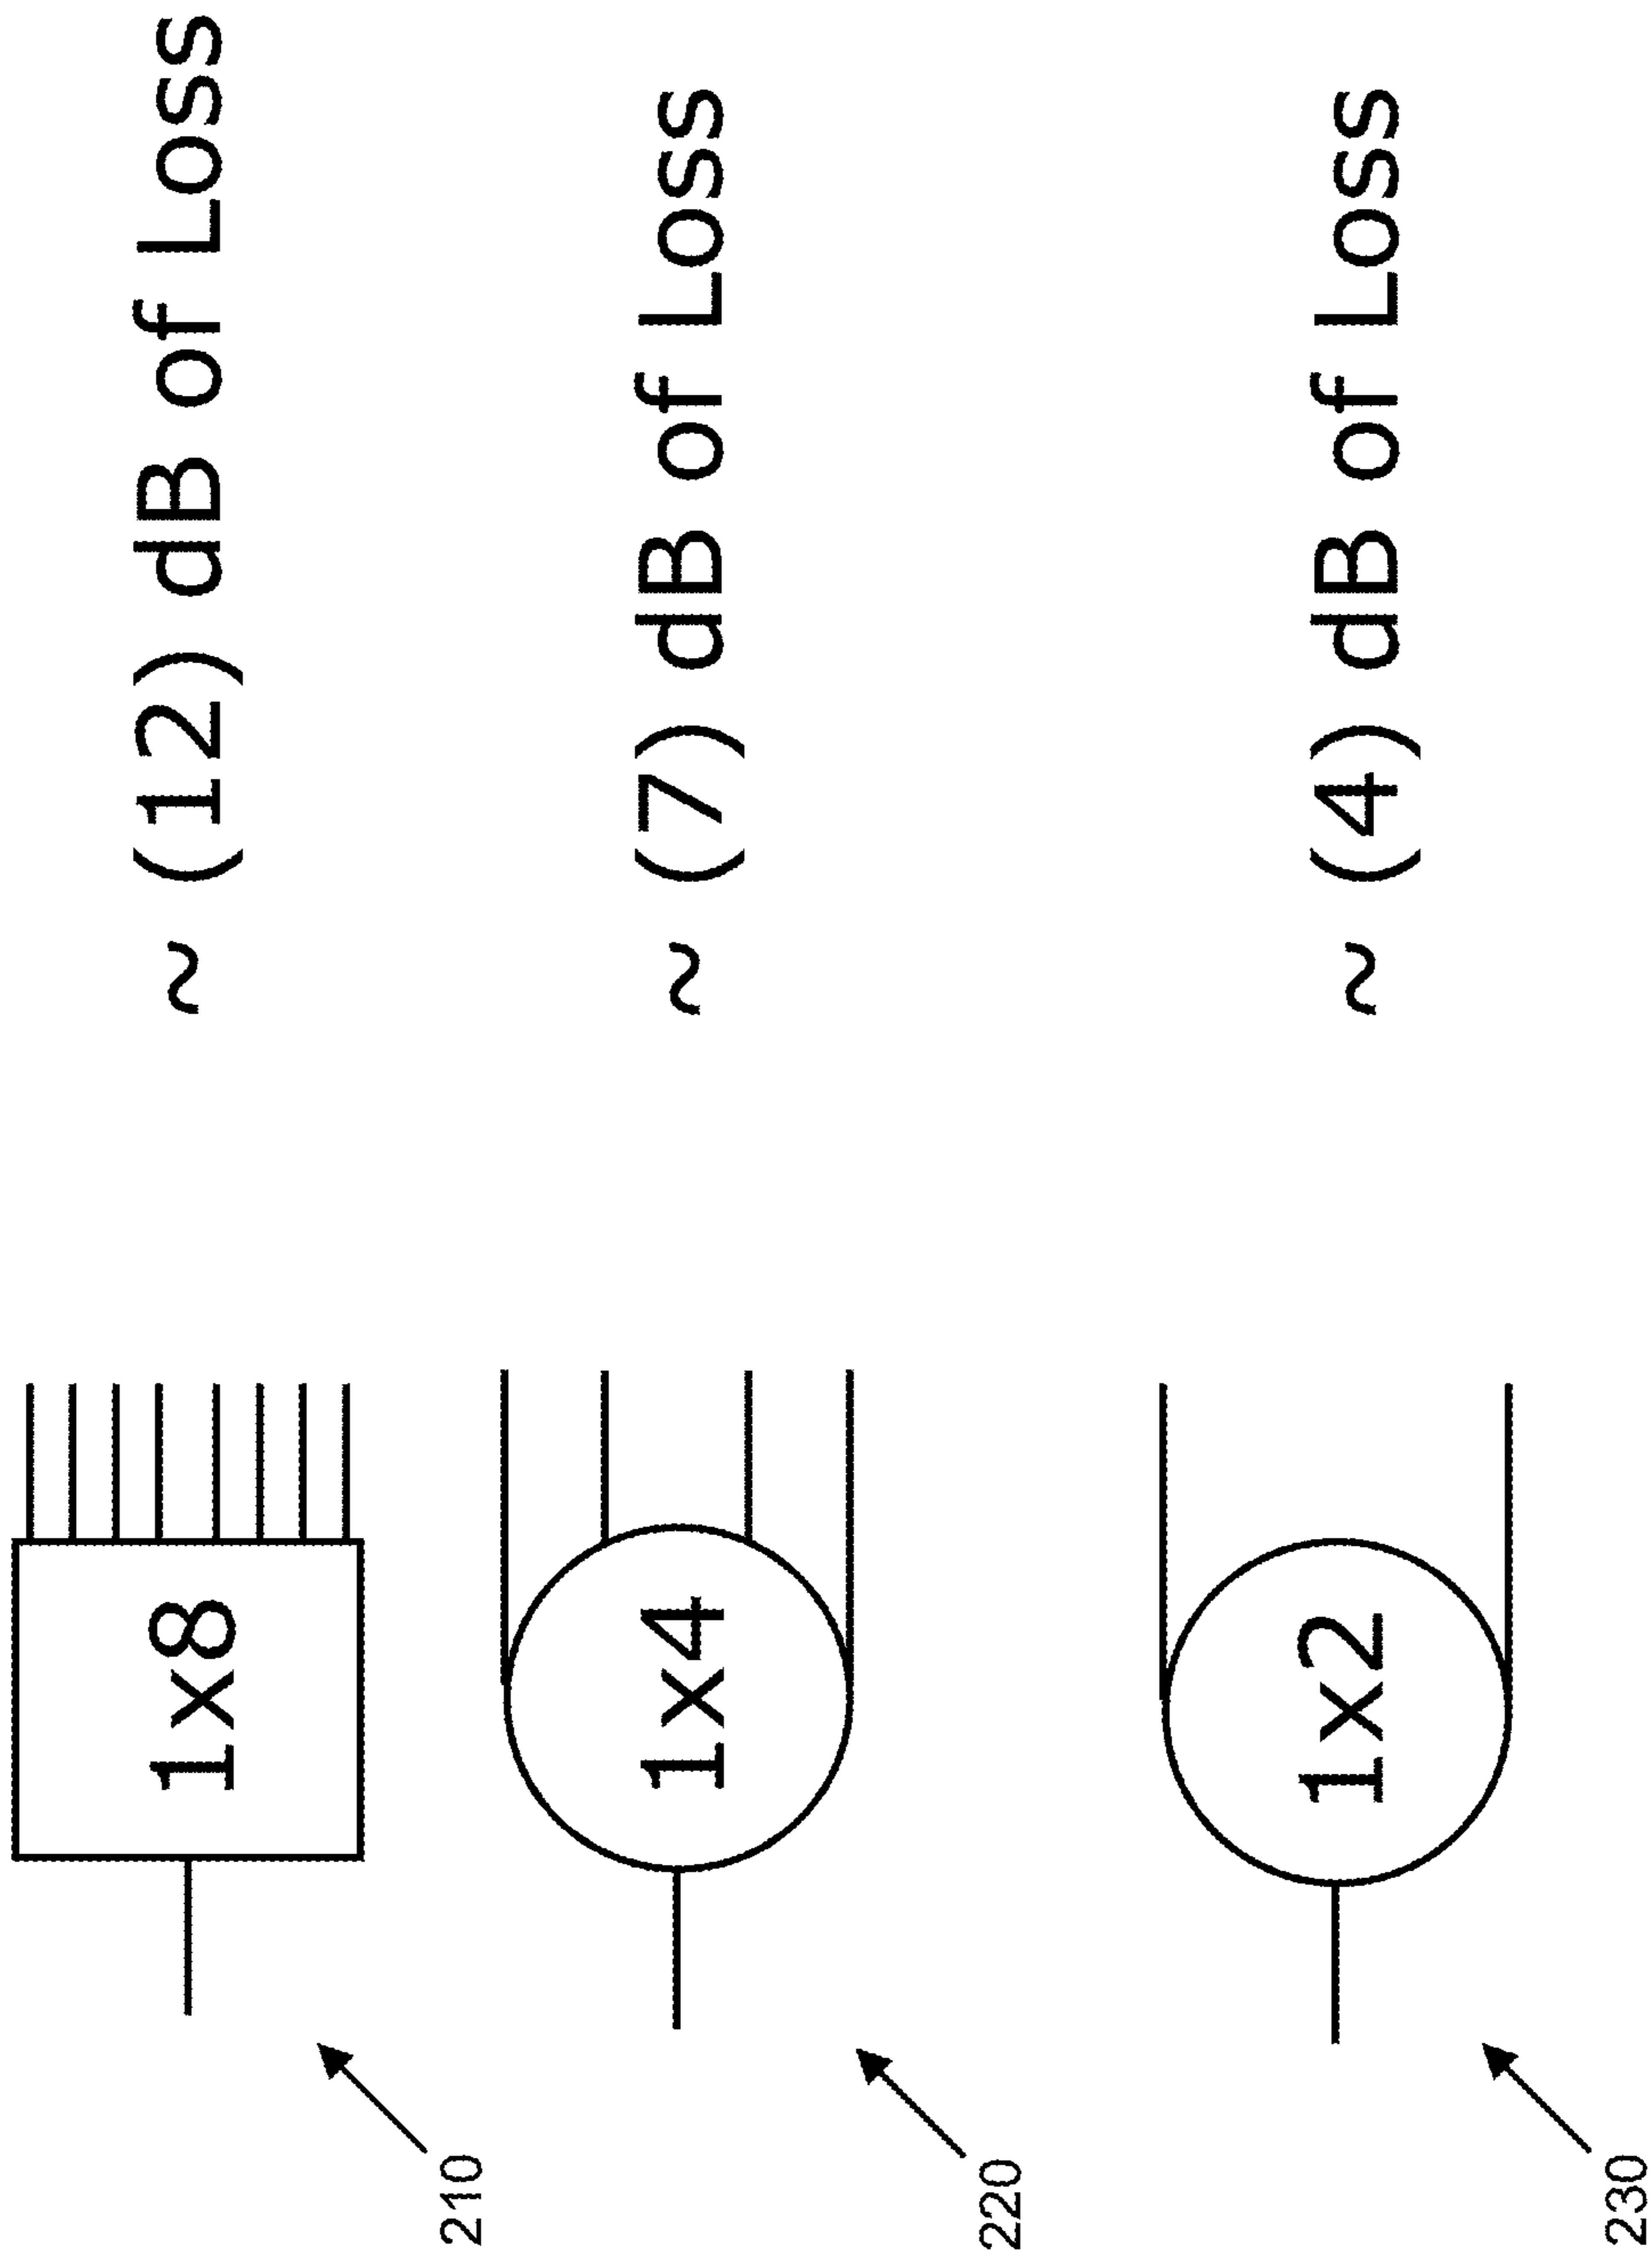 1x8
~ (12) dB of Loss
210
1x4
~ (7) dB of Loss
220
1x2
~ (4) dB of Loss
230